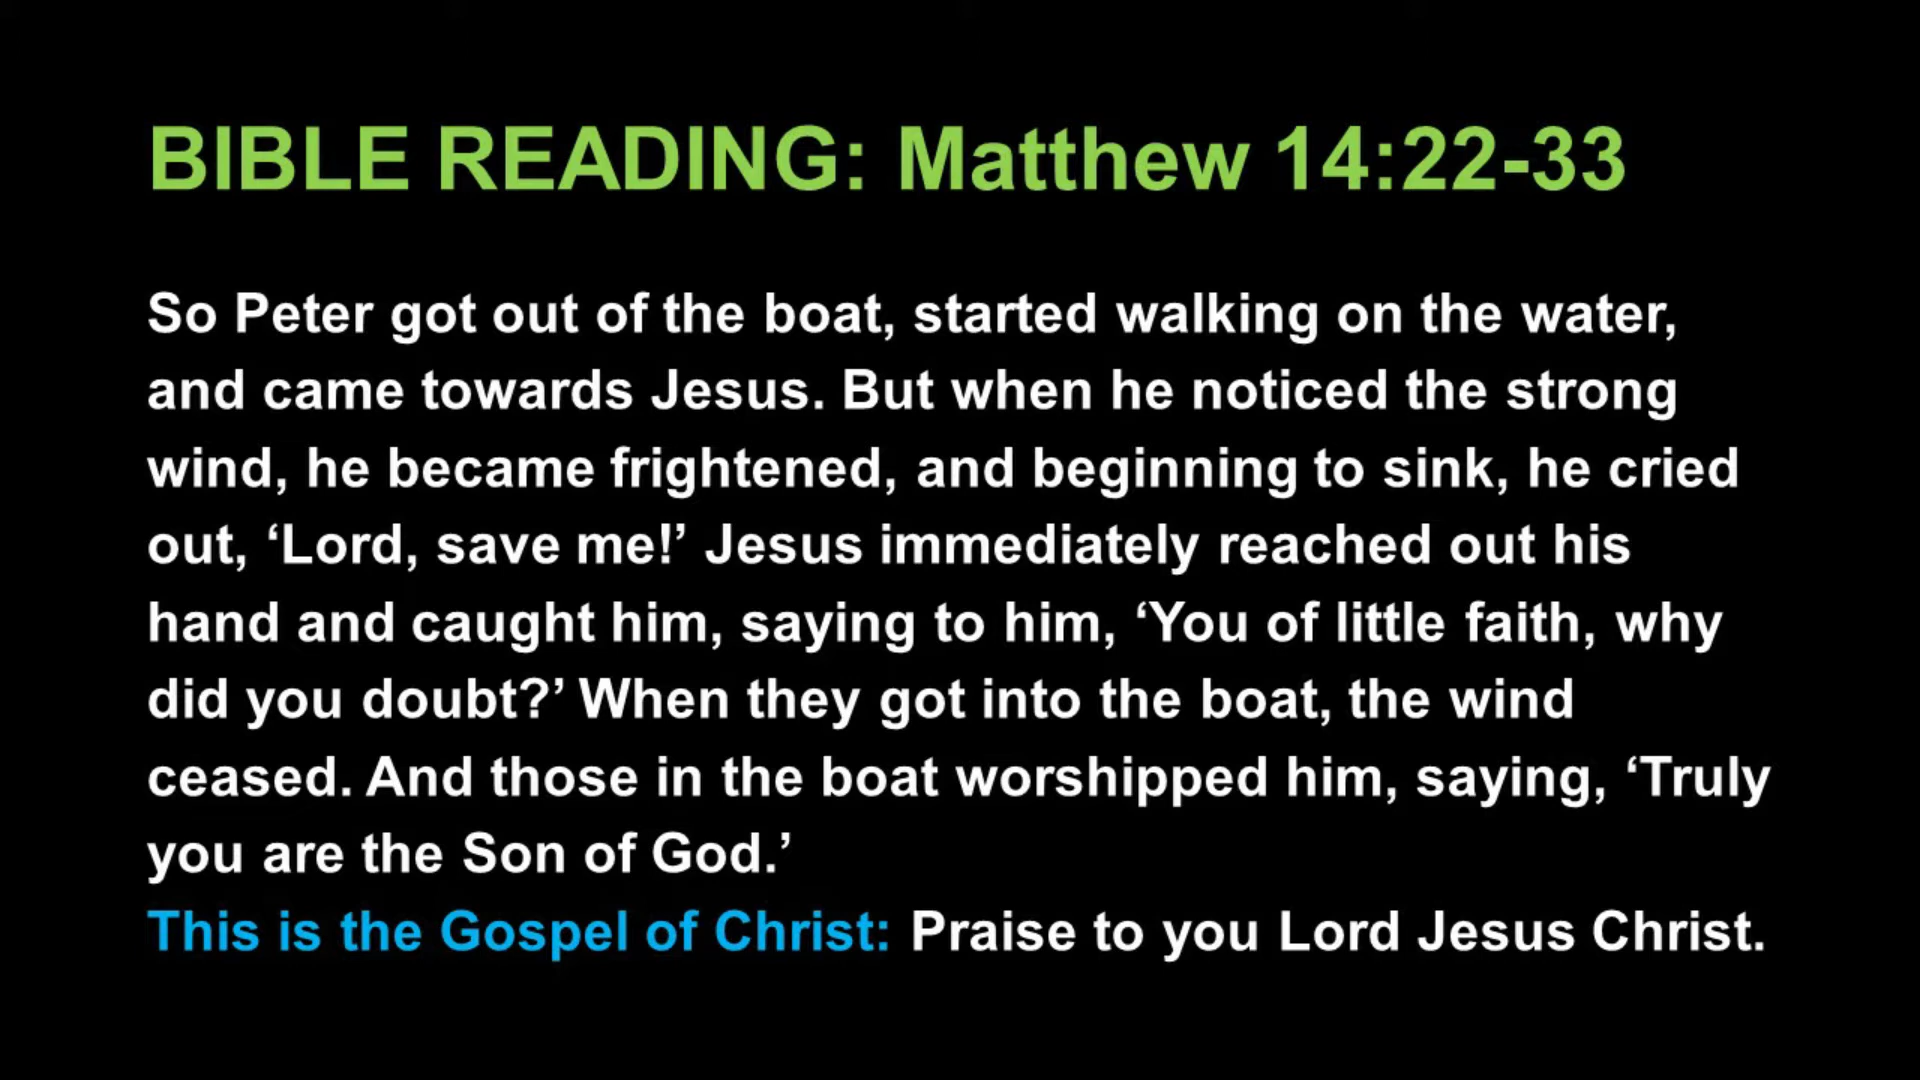 BIBLE READING: Matthew 14:22-33
So Peter got out of the boat, started walking on the water,
and came towards Jesus. But when he noticed the strong
wind, he became frightened, and beginning to sink, he cried
out, ‘Lord, save me!’ Jesus immediately reached out his
hand and caught him, saying to him, ‘You of little faith, why
did you doubt?’ When they got into the boat, the wind
ceased. And those in the boat worshipped him, saying, ‘Truly
you are the Son of God.’
This is the Gospel of Christ: Praise to you Lord Jesus Christ.